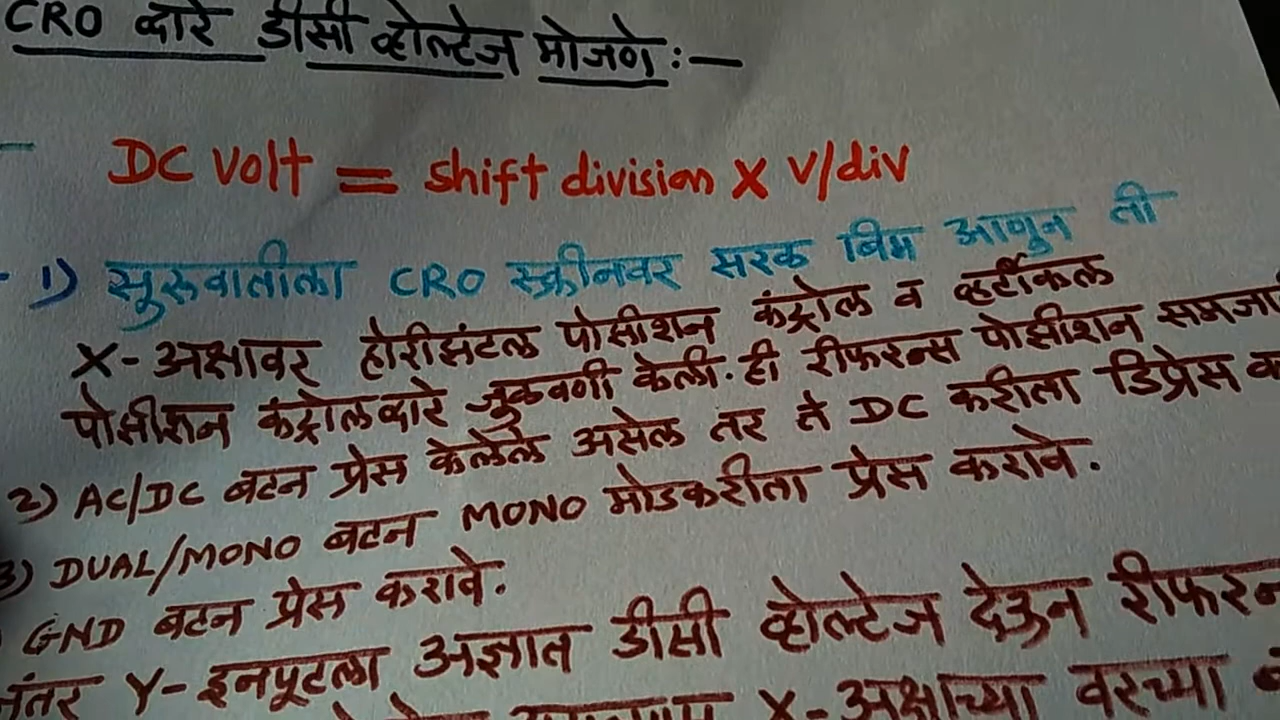 CRO व्दारे डीसी व्होल्टेज मोजणे :—
DC Volt = Shift division X V/div
1) सुरुवातीला CRO स्क्रीनवर सरळ बिम आणुन ती
X-अक्षावर होरीझंटल पोसीशन कंट्रोल व व्हर्टीकल
पोसीशन कंट्रोलव्दारे जुळवणी केली. ही रीफरन्स पोसीशन समजा
2) AC/DC बटन प्रेस केलेले असेल तर ते DC करीता डिप्रेस
3) DUAL/MONO बटन MONO मोडकरीता प्रेस करावे.
GND बटन प्रेस करावे.
नंतर Y-इनपूटला अज्ञात डीसी व्होल्टेज देऊन रीफरन
X-अक्षाच्या वरच्या